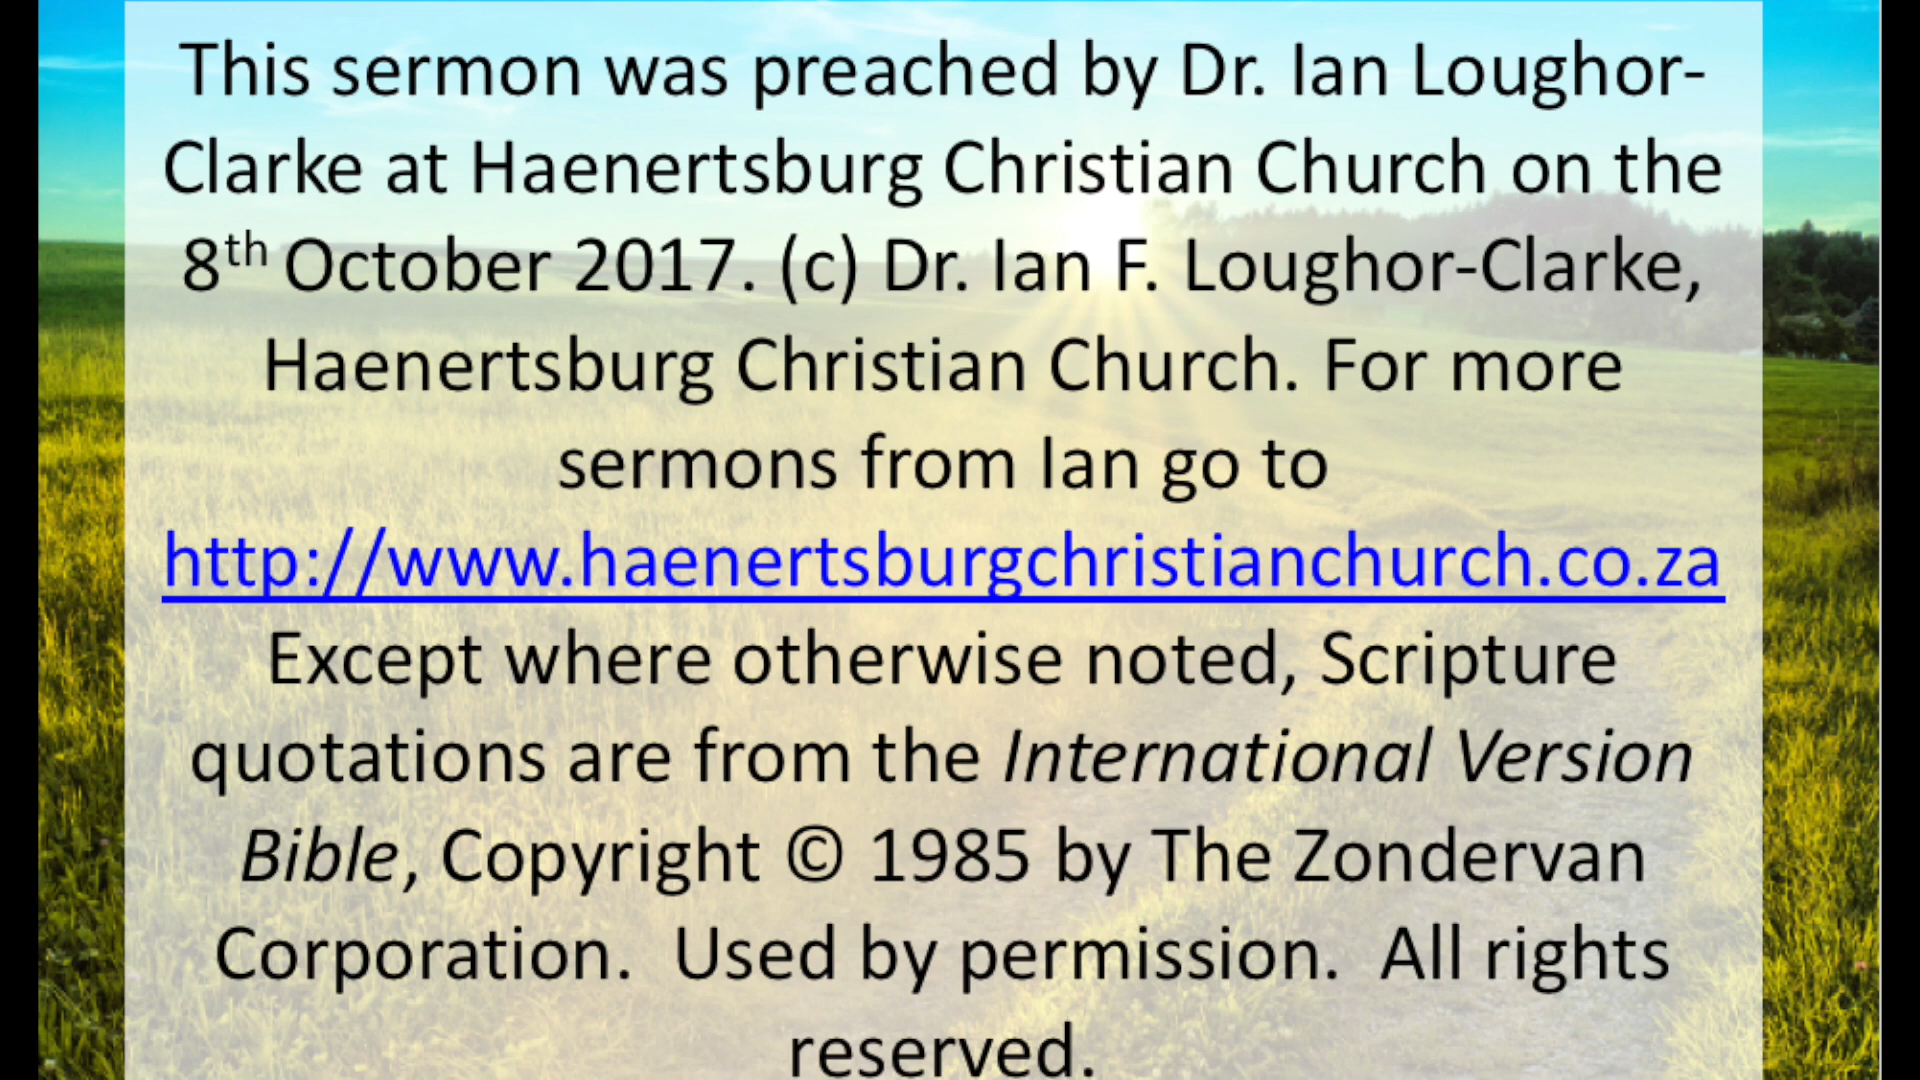 This sermon was preached by Dr. Ian Loughor-
Clarke at Haenertsburg Christian Church on the
8th October 2017. (c) Dr. Ian F. Loughor-Clarke,
Haenertsburg Christian Church. For more
sermons from Ian go to
http://www.haenertsburgchristianchurch.co.za
Except where otherwise noted, Scripture
quotations are from the International Version
Bible, Copyright © 1985 by The Zondervan
Corporation.  Used by permission.  All rights
reserved.